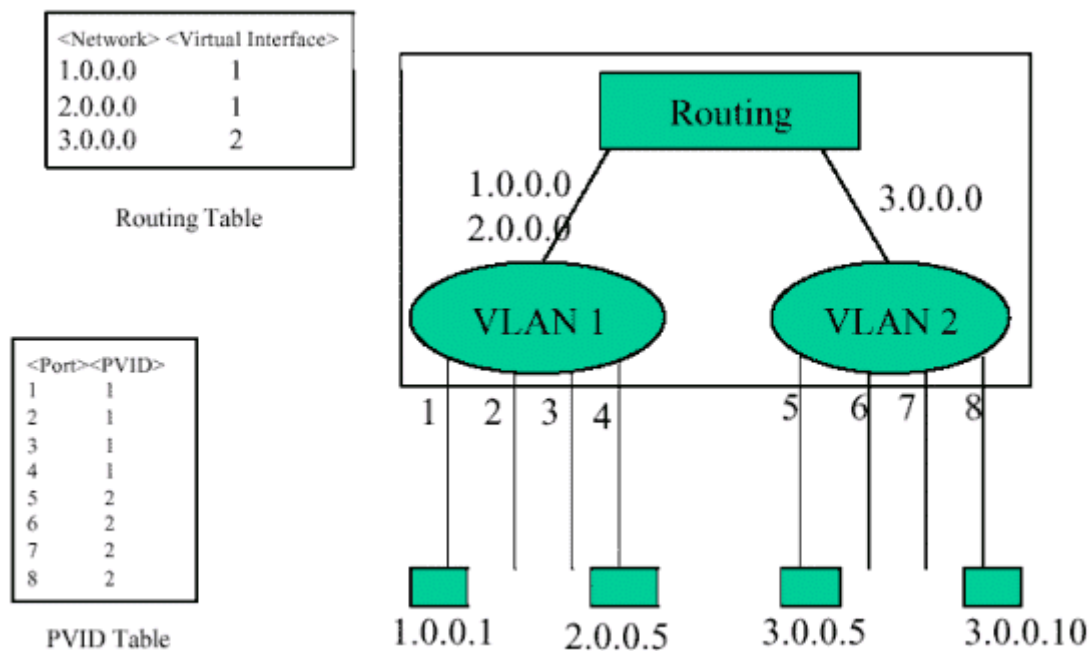 <Network> <Virtual Interface>
1.0.0.0 1
2.0.0.0 1
3.0.0.0 2
Routing Table
Routing
1.0.0.0
2.0.0.0
3.0.0.0
VLAN 1
VLAN 2
1 2 3 4 5 6 7 8
<Port><PVID>
1 1
2 1
3 1
4 1
5 2
6 2
7 2
8 2
PVID Table
1.0.0.1 2.0.0.5 3.0.0.5 3.0.0.10